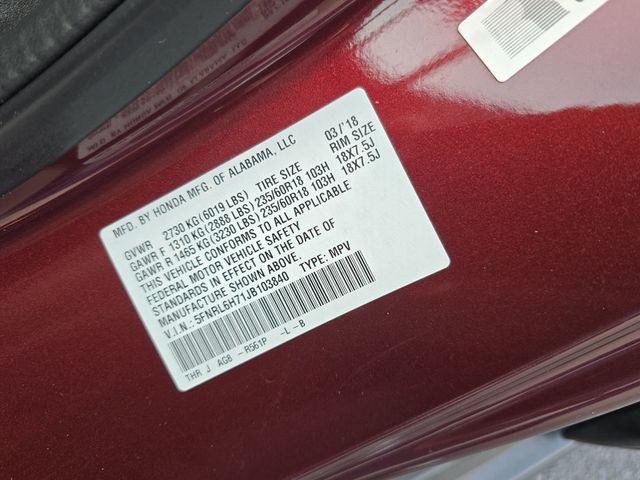 MFD. BY HONDA MFG. OF ALABAMA, LLC 03/'18
GVWR 2730 KG(6019 LBS) TIRE SIZE RIM SIZE
GAWR F 1310 KG(2888 LBS) 235/60R18 103H 18X7.5J
GAWR R 1465 KG(3230 LBS) 235/60R18 103H 18X7.5J
THIS VEHICLE CONFORMS TO ALL APPLICABLE
FEDERAL MOTOR VEHICLE SAFETY
STANDARDS IN EFFECT ON THE DATE OF
MANUFACTURE SHOWN ABOVE.
V.I.N.: 5FNRL6H71JB103840 TYPE: MPV
THR J AG8 -R561P -L-B